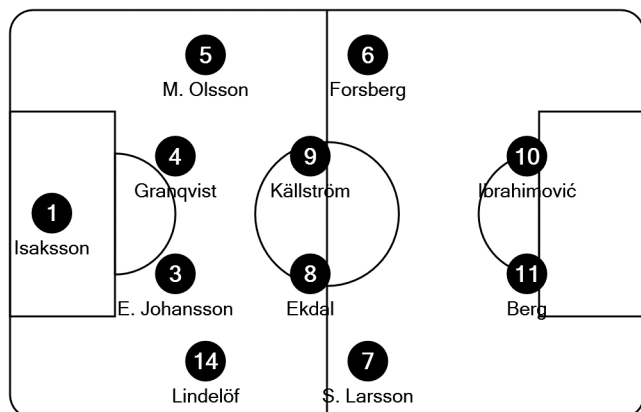 5
M. Olsson
6
Forsberg
4
Granqvist
9
Källström
10
Ibrahimović
1
Isaksson
3
E. Johansson
8
Ekdal
11
Berg
14
Lindelöf
7
S. Larsson